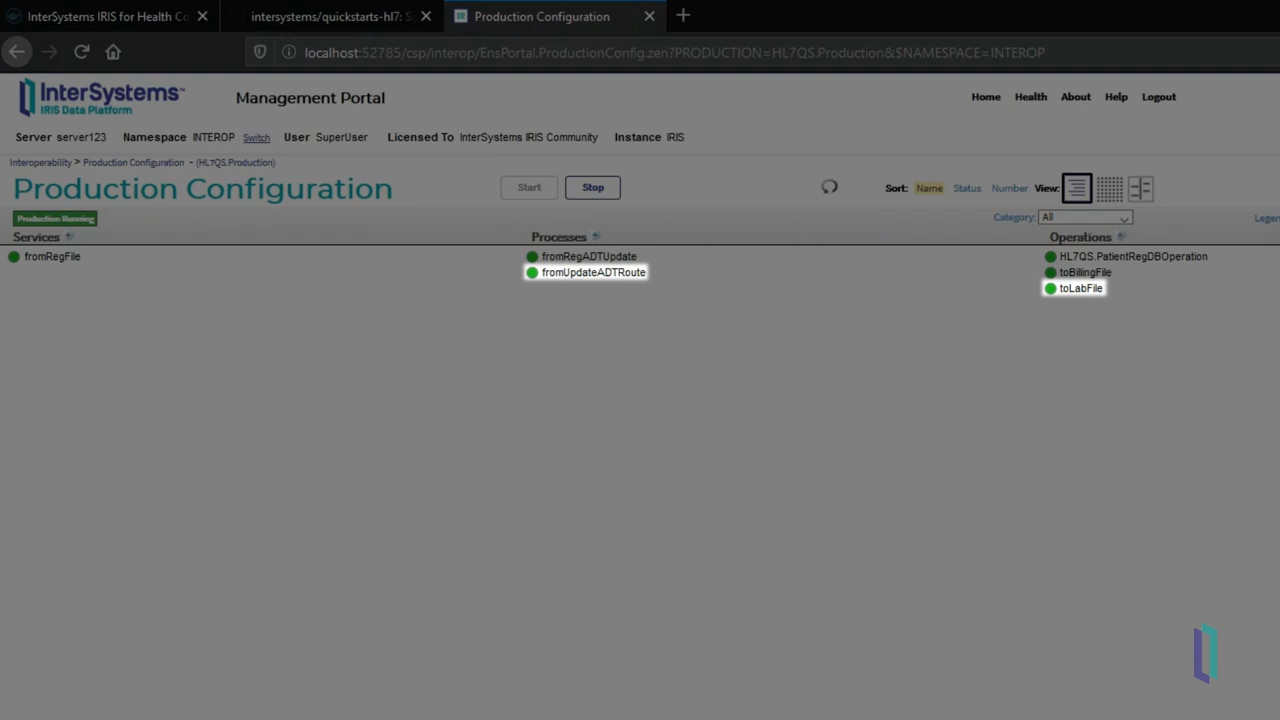 InterSystems IRIS for Health Co
intersystems/quickstarts-hl7: S
Production Configuration
localhost:52785/csp/interop/EnsPortal.ProductionConfig.zen?PRODUCTION=HL7QS.Production&$NAMESPACE=INTEROP
InterSystems™
IRIS Data Platform
Management Portal
Home Health About Help Logout
Server server123 Namespace INTEROP Switch User SuperUser Licensed To InterSystems IRIS Community Instance IRIS
Interoperability > Production Configuration - (HL7QS.Production)
Production Configuration
Start Stop
Sort: Name Status Number View:
Production Running
Category: All
Legen
Services Processes Operations
fromRegFile fromRegADTUpdate HL7QS.PatientRegDBOperation
fromUpdateADTRoute toBillingFile
toLabFile